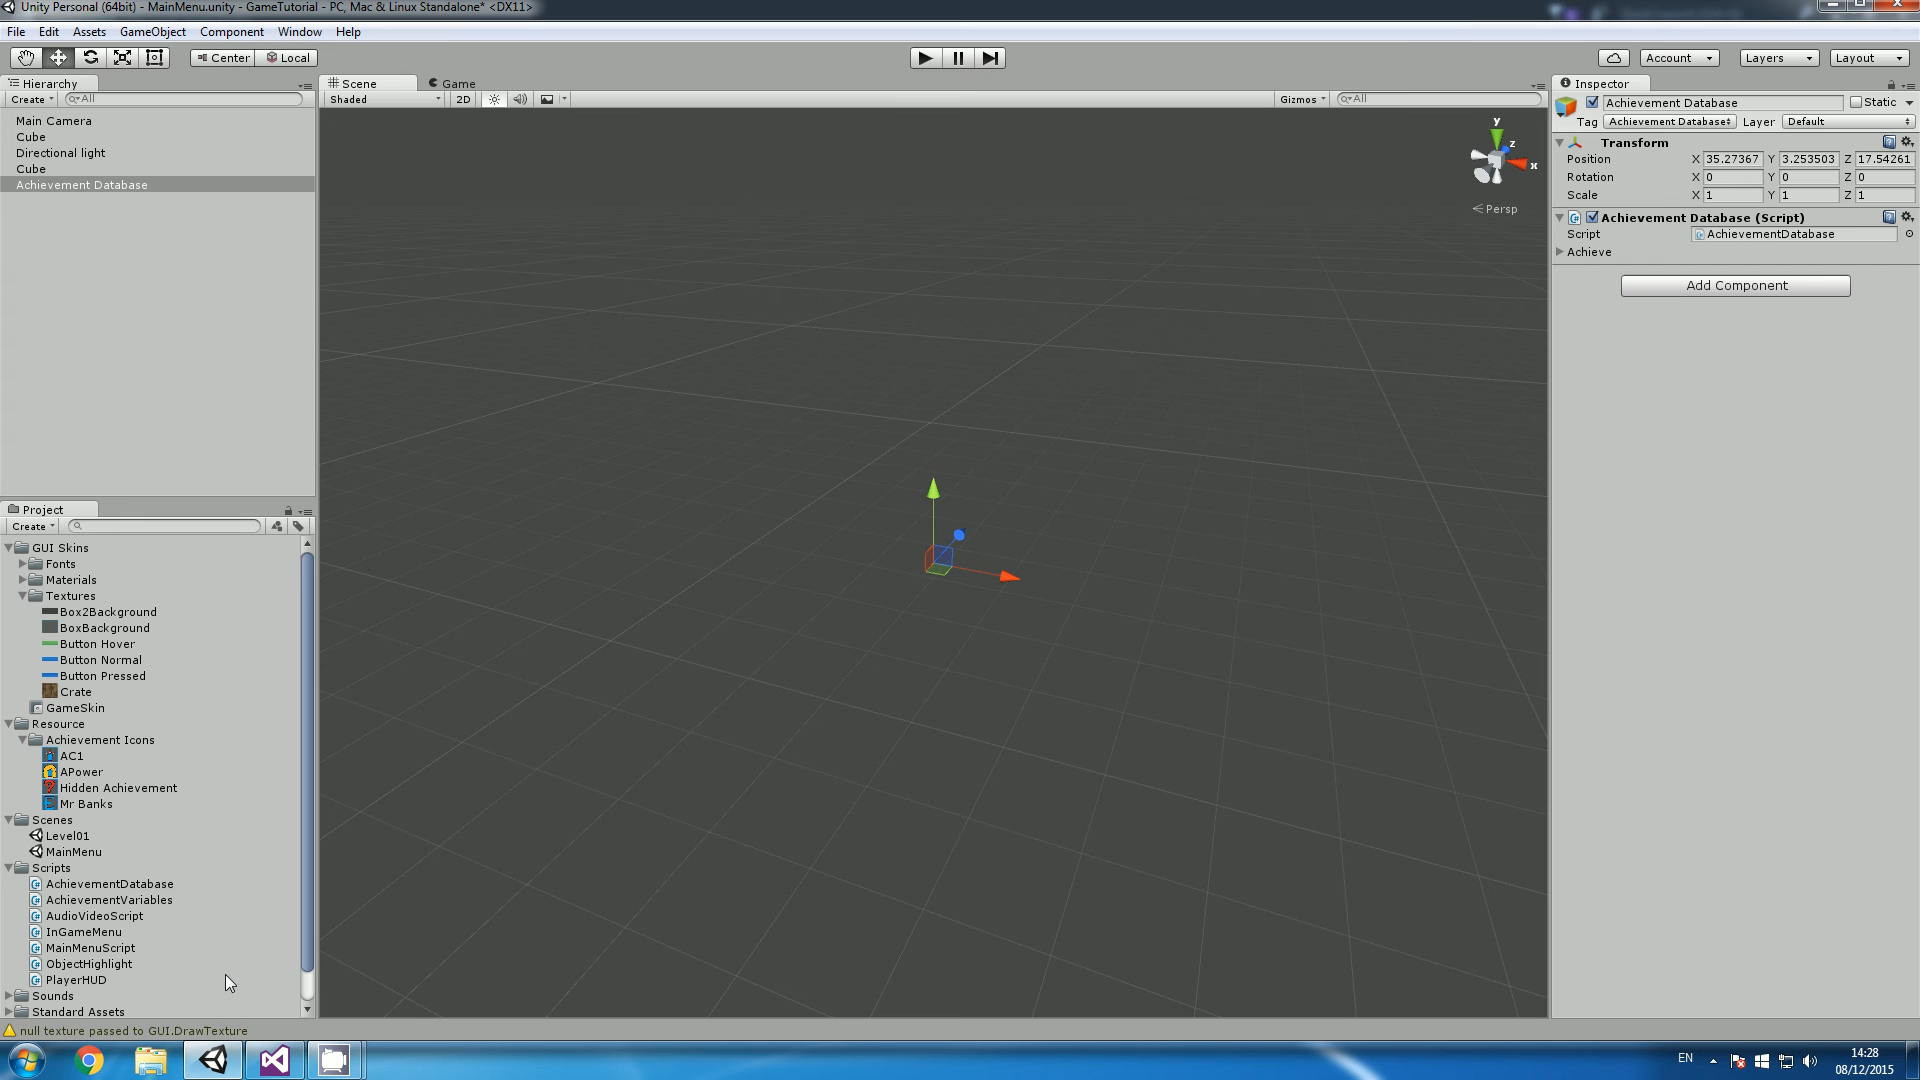 Unity Personal (64bit) - MainMenu.unity - GameTutorial - PC, Mac & Linux Standalone* <DX11>
File Edit Assets GameObject Component Window Help
Center Local
Account Layers Layout
Hierarchy
Create All
Main Camera
Cube
Directional light
Cube
Achievement Database
Scene Game
Shaded 2D Gizmos All
y
z
x
Persp
Inspector
Achievement Database Static
Tag Achievement Database Layer Default
Transform
Position X 35.27367 Y 3.253503 Z 17.54261
Rotation X 0 Y 0 Z 0
Scale X 1 Y 1 Z 1
Achievement Database (Script)
Script AchievementDatabase
Achieve
Add Component
Project
Create
GUI Skins
Fonts
Materials
Textures
Box2Background
BoxBackground
Button Hover
Button Normal
Button Pressed
Crate
GameSkin
Resource
Achievement Icons
AC1
APower
Hidden Achievement
Mr Banks
Scenes
Level01
MainMenu
Scripts
AchievementDatabase
AchievementVariables
AudioVideoScript
InGameMenu
MainMenuScript
ObjectHighlight
PlayerHUD
Sounds
Standard Assets
null texture passed to GUI.DrawTexture
EN
14:28
08/12/2015